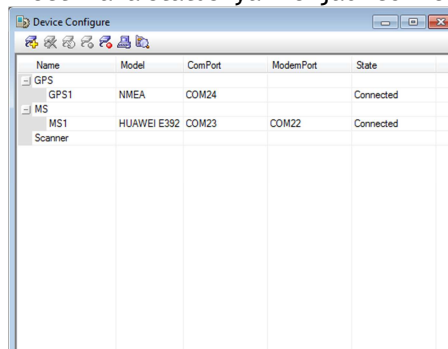 Device Configure
Name Model ComPort ModemPort State
GPS
GPS1 NMEA COM24 Connected
MS
MS1 HUAWEI E392 COM23 COM22 Connected
Scanner